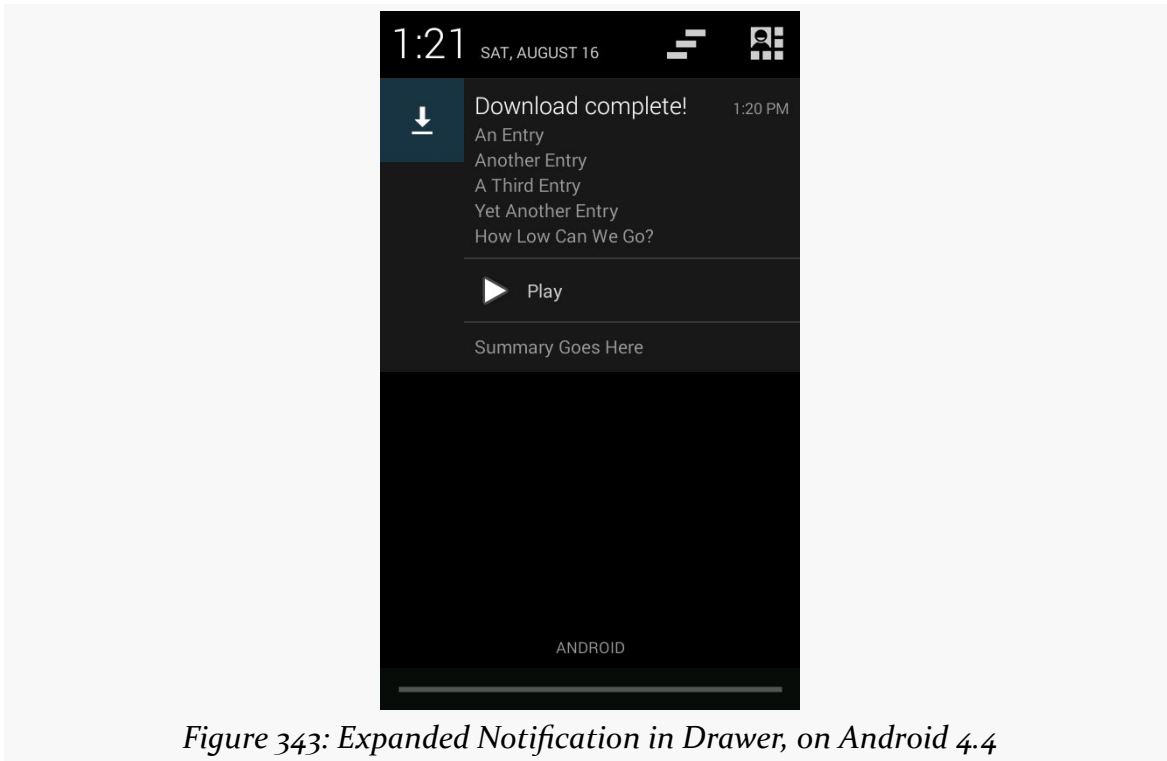 1:21 SAT, AUGUST 16
Download complete! 1:20 PM
An Entry
Another Entry
A Third Entry
Yet Another Entry
How Low Can We Go?
Play
Summary Goes Here
ANDROID
Figure 343: Expanded Notification in Drawer, on Android 4.4